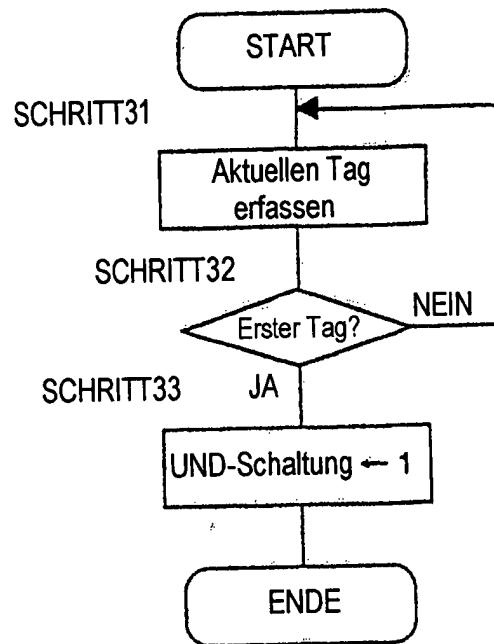 START
SCHRITT31
Aktuellen Tag
erfassen
SCHRITT32
Erster Tag?
NEIN
SCHRITT33
JA
UND-Schaltung ← 1
ENDE